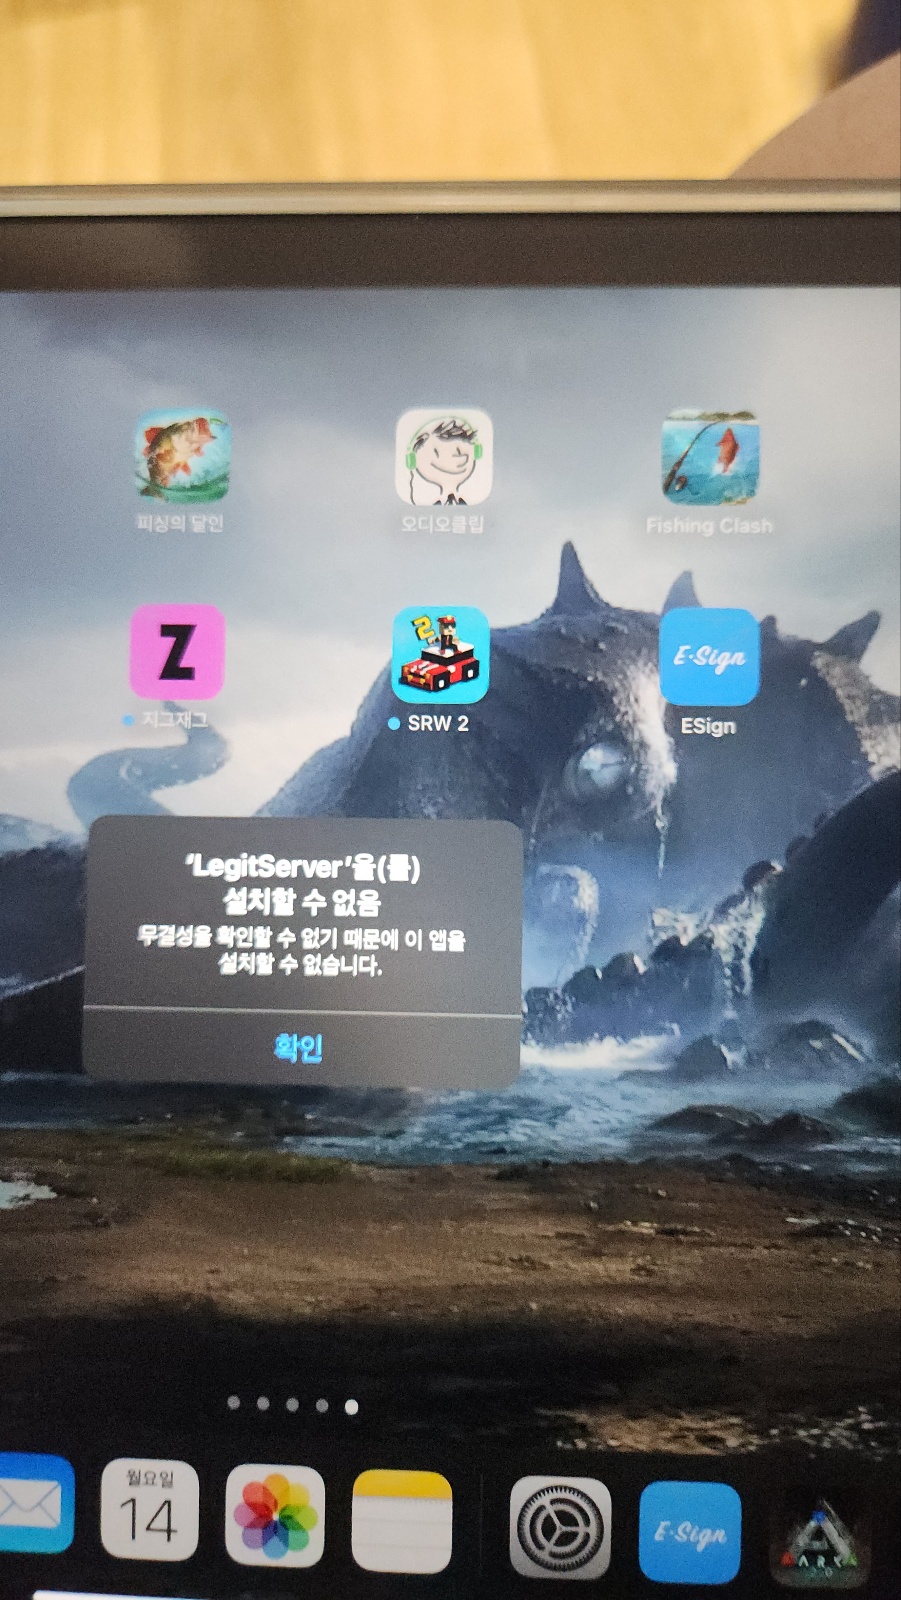 피싱의 달인
오디오클립
Fishing Clash
Z
2
E·Sign
지그재그
SRW 2
ESign
'LegitServer'을(를)
설치할 수 없음
무결성을 확인할 수 없기 때문에 이 앱을
설치할 수 없습니다.
확인
월요일
14
E·Sign
ARK